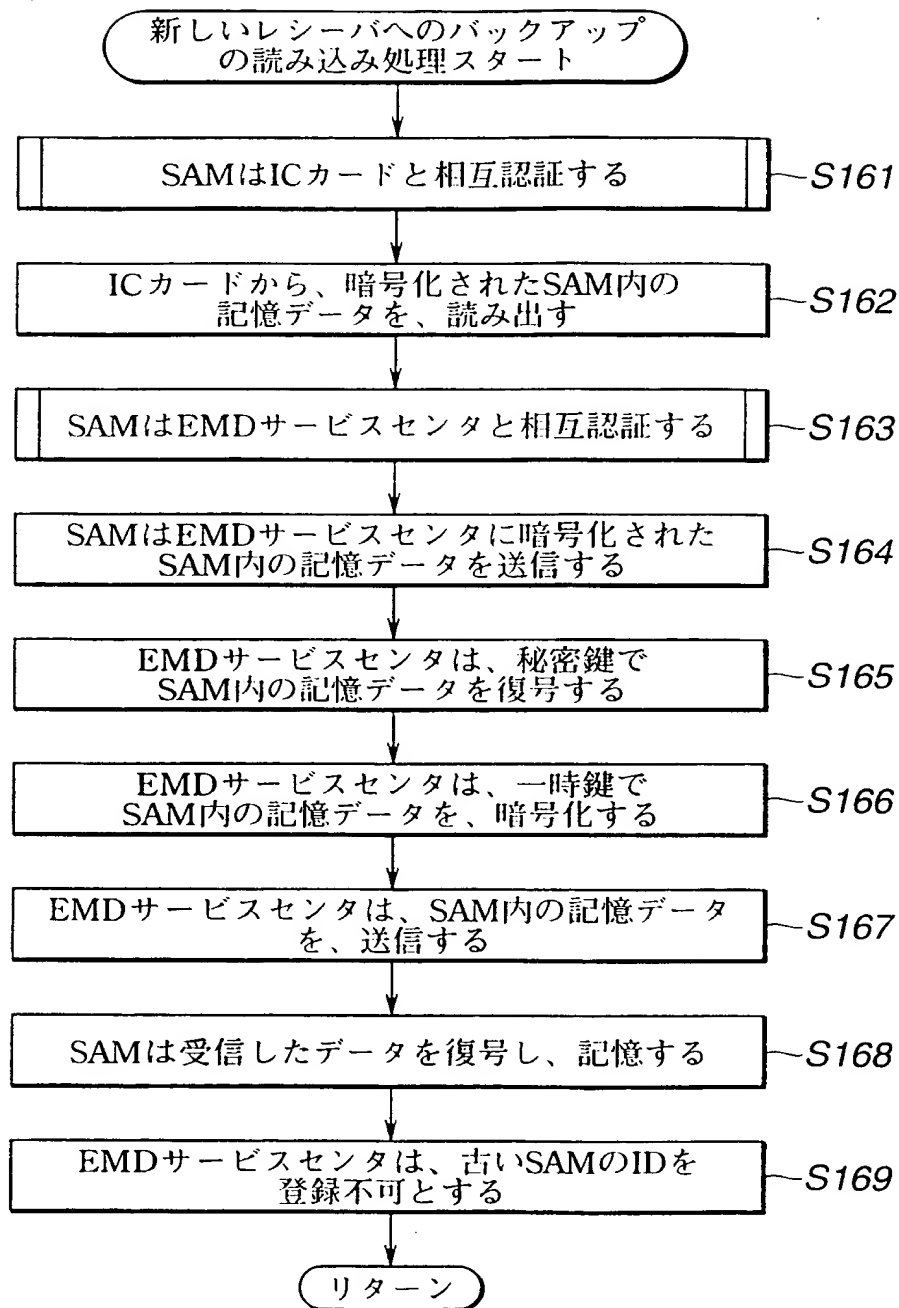 新しいレシーバへのバックアップ
の読み込み処理スタート
SAMはICカードと相互認証する
S161
ICカードから、暗号化されたSAM内の
記憶データを、読み出す
S162
SAMはEMDサービスセンタと相互認証する
S163
SAMはEMDサービスセンタに暗号化された
SAM内の記憶データを送信する
S164
EMDサービスセンタは、秘密鍵で
SAM内の記憶データを復号する
S165
EMDサービスセンタは、一時鍵で
SAM内の記憶データを、暗号化する
S166
EMDサービスセンタは、SAM内の記憶データ
を、送信する
S167
SAMは受信したデータを復号し、記憶する
S168
EMDサービスセンタは、古いSAMのIDを
登録不可とする
S169
リターン